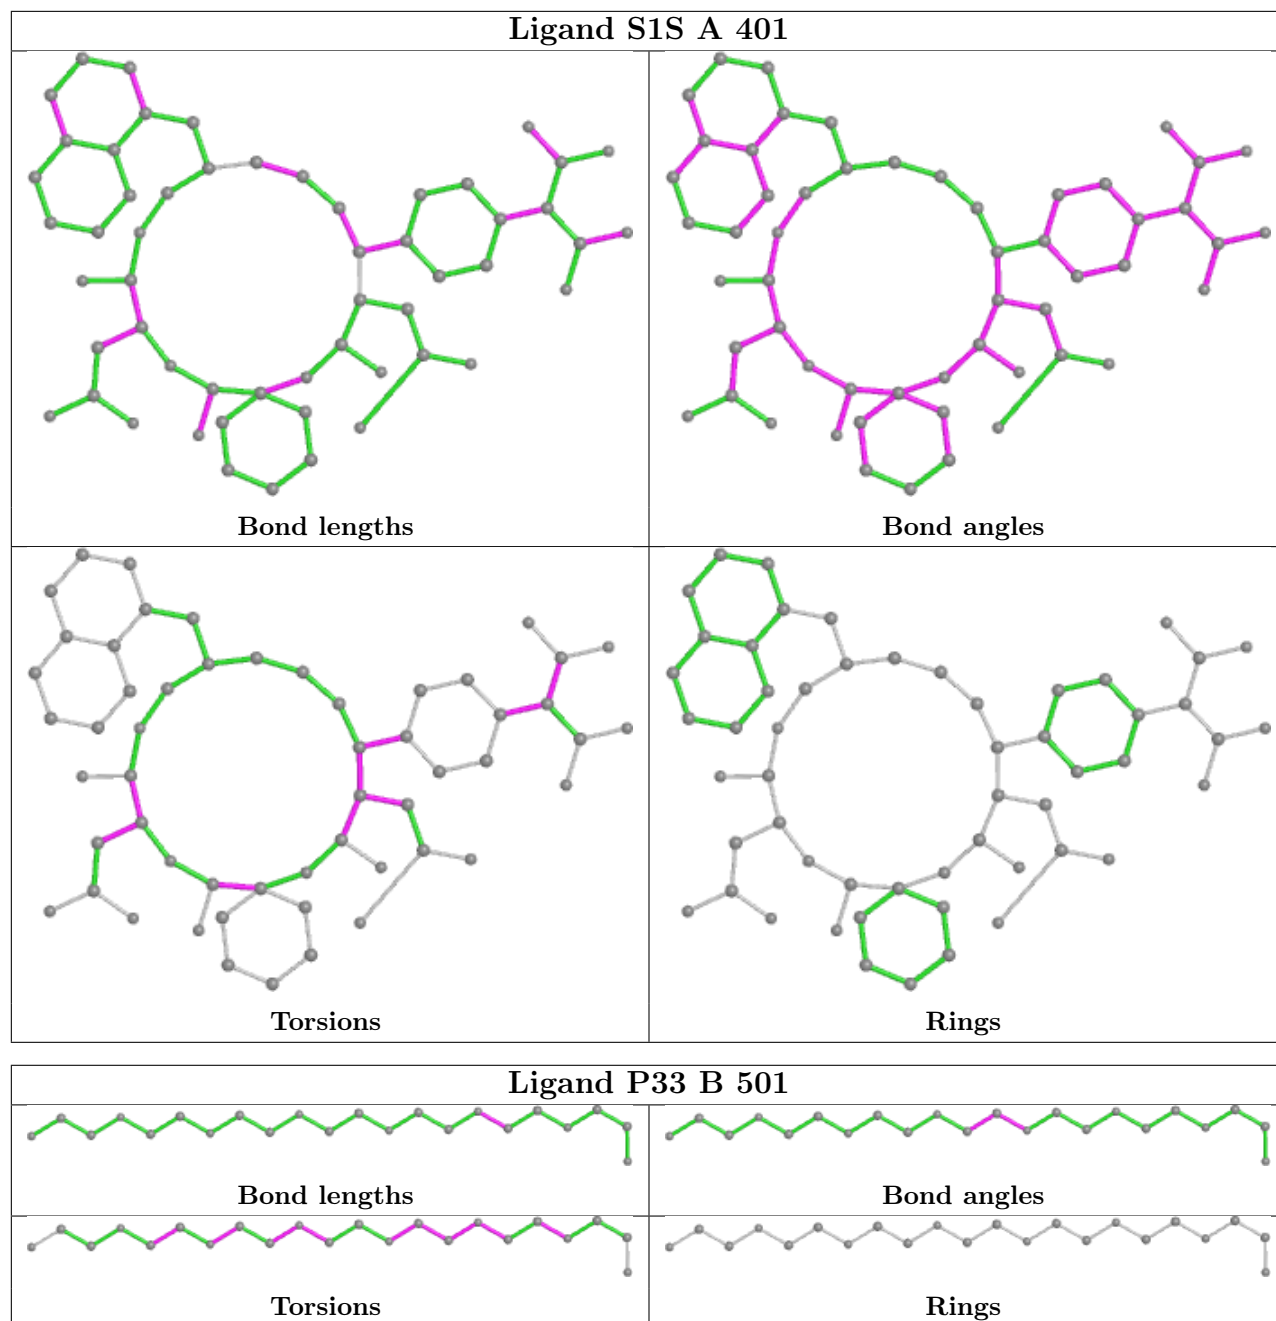 Ligand S1S A 401
Bond lengths
Bond angles
Torsions
Rings
Ligand P33 B 501
Bond lengths
Bond angles
Torsions
Rings